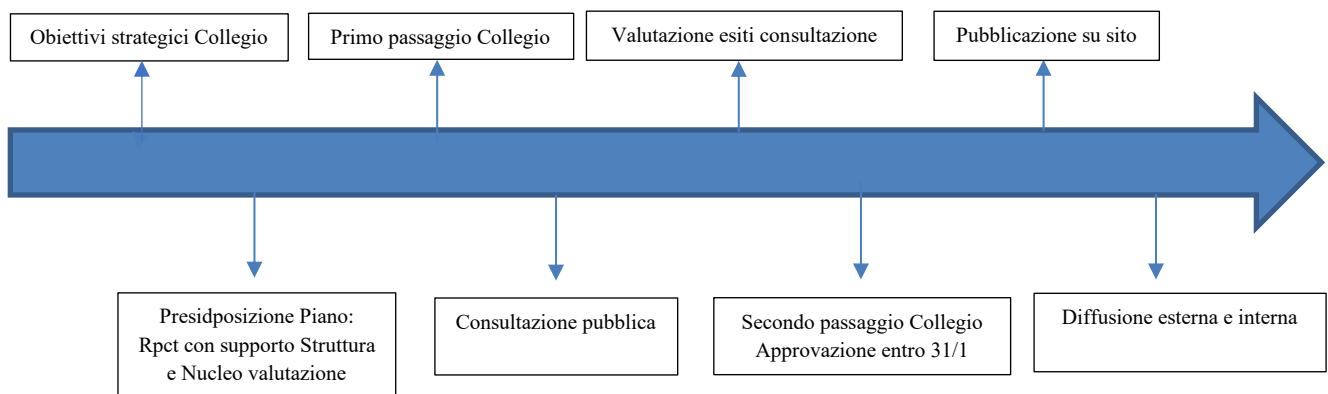 Obiettivi strategici Collegio
Primo passaggio Collegio
Valutazione esiti consultazione
Pubblicazione su sito
Presidposizione Piano:
Rpct con supporto Struttura
e Nucleo valutazione
Consultazione pubblica
Secondo passaggio Collegio
Approvazione entro 31/1
Diffusione esterna e interna